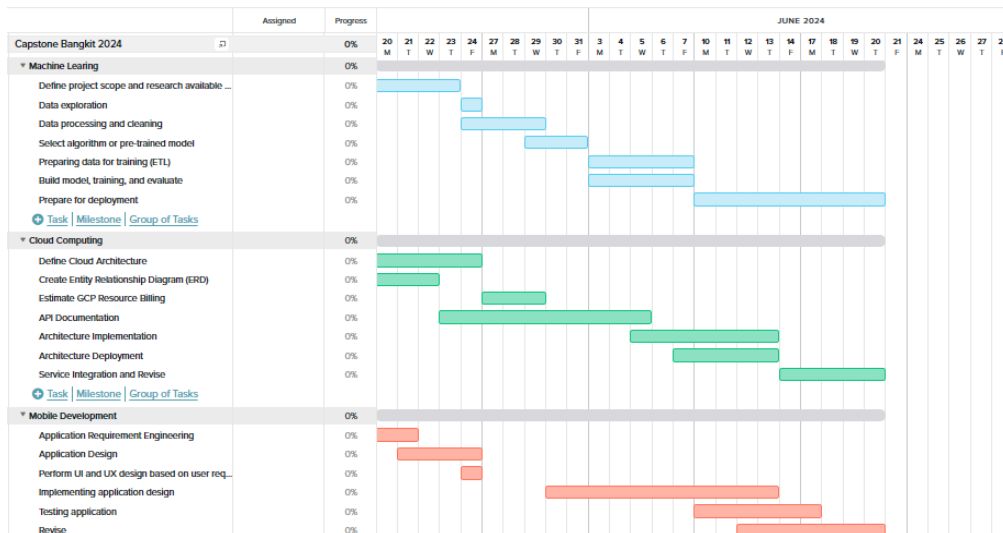 Assigned Progress JUNE 2024
Capstone Bangkit 2024 0% 20 21 22 23 24 27 28 29 30 31 3 4 5 6 7 10 11 12 13 14 17 18 19 20 21 24 25 26 27
M T W T F M T W T F M T W T F M T W T F M T W T F M T W T
Machine Learing 0%
Define project scope and research available ... 0%
Data exploration 0%
Data processing and cleaning 0%
Select algorithm or pre-trained model 0%
Preparing data for training (ETL) 0%
Build model, training, and evaluate 0%
Prepare for deployment 0%
Task | Milestone | Group of Tasks
Cloud Computing 0%
Define Cloud Architecture 0%
Create Entity Relationship Diagram (ERD) 0%
Estimate GCP Resource Billing 0%
API Documentation 0%
Architecture Implementation 0%
Architecture Deployment 0%
Service Integration and Revise 0%
Task | Milestone | Group of Tasks
Mobile Development 0%
Application Requirement Engineering 0%
Application Design 0%
Perform UI and UX design based on user req... 0%
Implementing application design 0%
Testing application 0%
Revise 0%